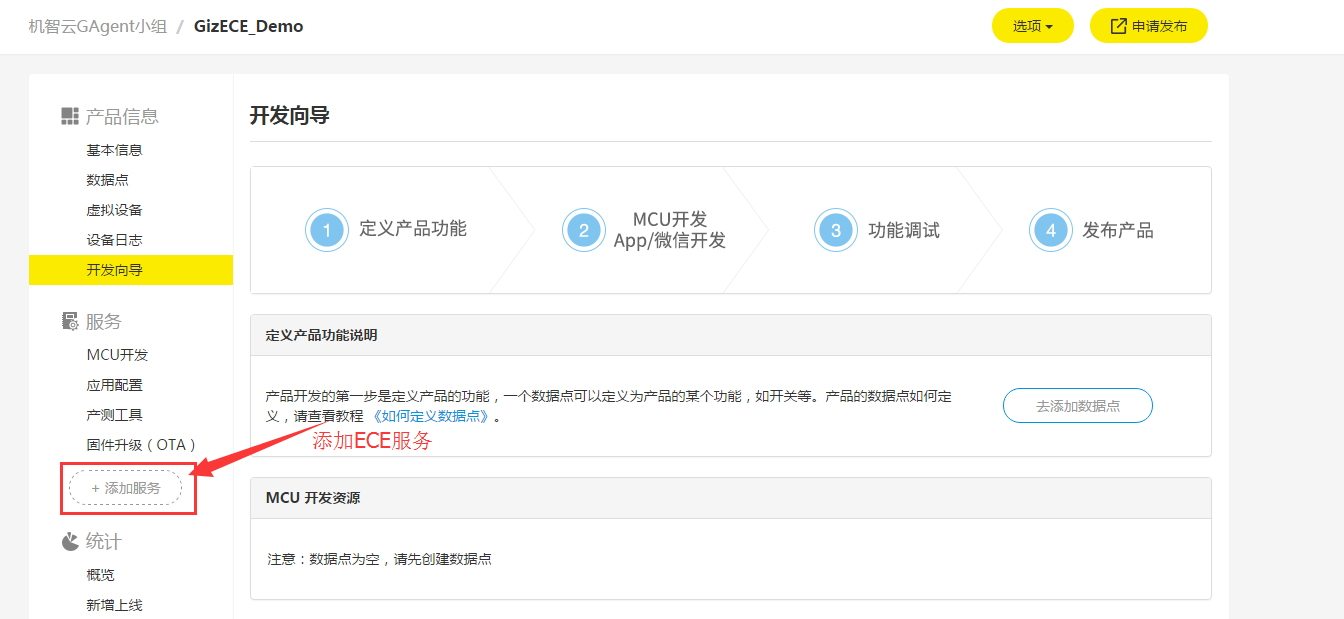 机智云GAgent小组 / GizECE_Demo
选项
申请发布
产品信息
基本信息
数据点
虚拟设备
设备日志
开发向导
服务
MCU开发
应用配置
产测工具
固件升级（OTA）
+ 添加服务
统计
概览
新增上线
开发向导
1 定义产品功能
2 MCU开发
App/微信开发
3 功能调试
4 发布产品
定义产品功能说明
产品开发的第一步是定义产品的功能，一个数据点可以定义为产品的某个功能，如开关等。产品的数据点如何定
义，请查看教程 《如何定义数据点》。
去添加数据点
添加ECE服务
MCU 开发资源
注意：数据点为空，请先创建数据点